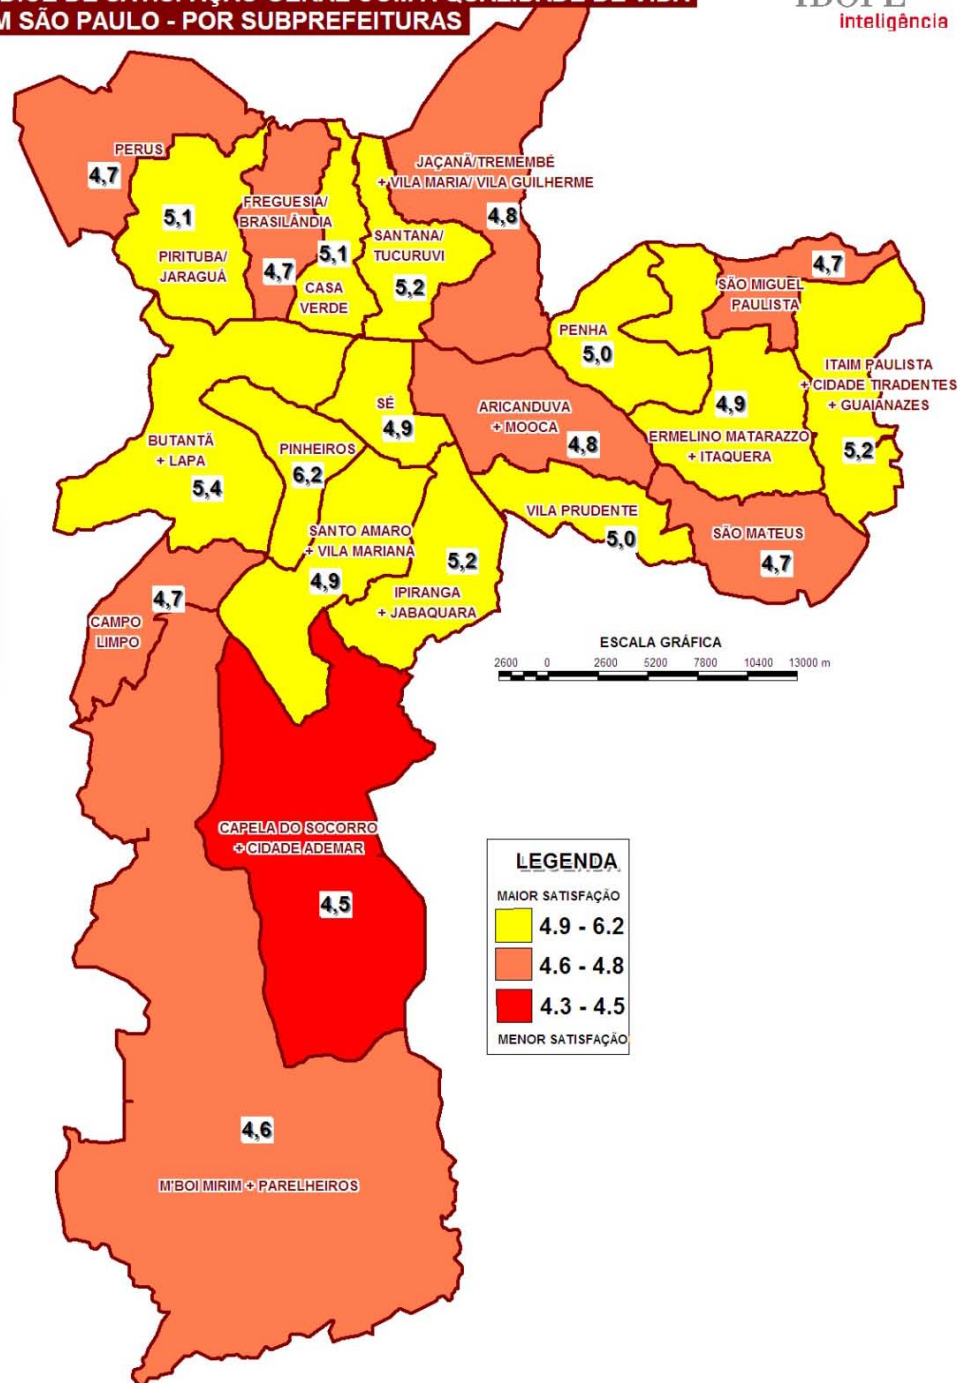 M SÃO PAULO - POR SUBPREFEITURAS
inteligência
PERUS
4,7
5,1
PIRITUBA/
JARAGUÁ
FREGUESIA/
BRASILÂNDIA
4,7
5,1
CASA
VERDE
SANTANA/
TUCURUVI
5,2
JAÇANÃ/TREMEMBÉ
+ VILA MARIA/ VILA GUILHERME
4,8
4,7
SÃO MIGUEL
PAULISTA
PENHA
5,0
ITAIM PAULISTA
+ CIDADE TIRADENTES
+ GUAIANAZES
5,2
4,9
ERMELINO MATARAZZO
+ ITAQUERA
SÉ
4,9
ARICANDUVA
+ MOOCA
4,8
BUTANTÃ
+ LAPA
5,4
PINHEIROS
6,2
VILA PRUDENTE
5,0
SÃO MATEUS
4,7
SANTO AMARO
+ VILA MARIANA
4,9
5,2
IPIRANGA
+ JABAQUARA
4,7
CAMPO
LIMPO
ESCALA GRÁFICA
2600 0 2600 5200 7800 10400 13000 m
CAPELA DO SOCORRO
+ CIDADE ADEMAR
4,5
LEGENDA
MAIOR SATISFAÇÃO
4.9 - 6.2
4.6 - 4.8
4.3 - 4.5
MENOR SATISFAÇÃO
4,6
M'BOI MIRIM + PARELHEIROS